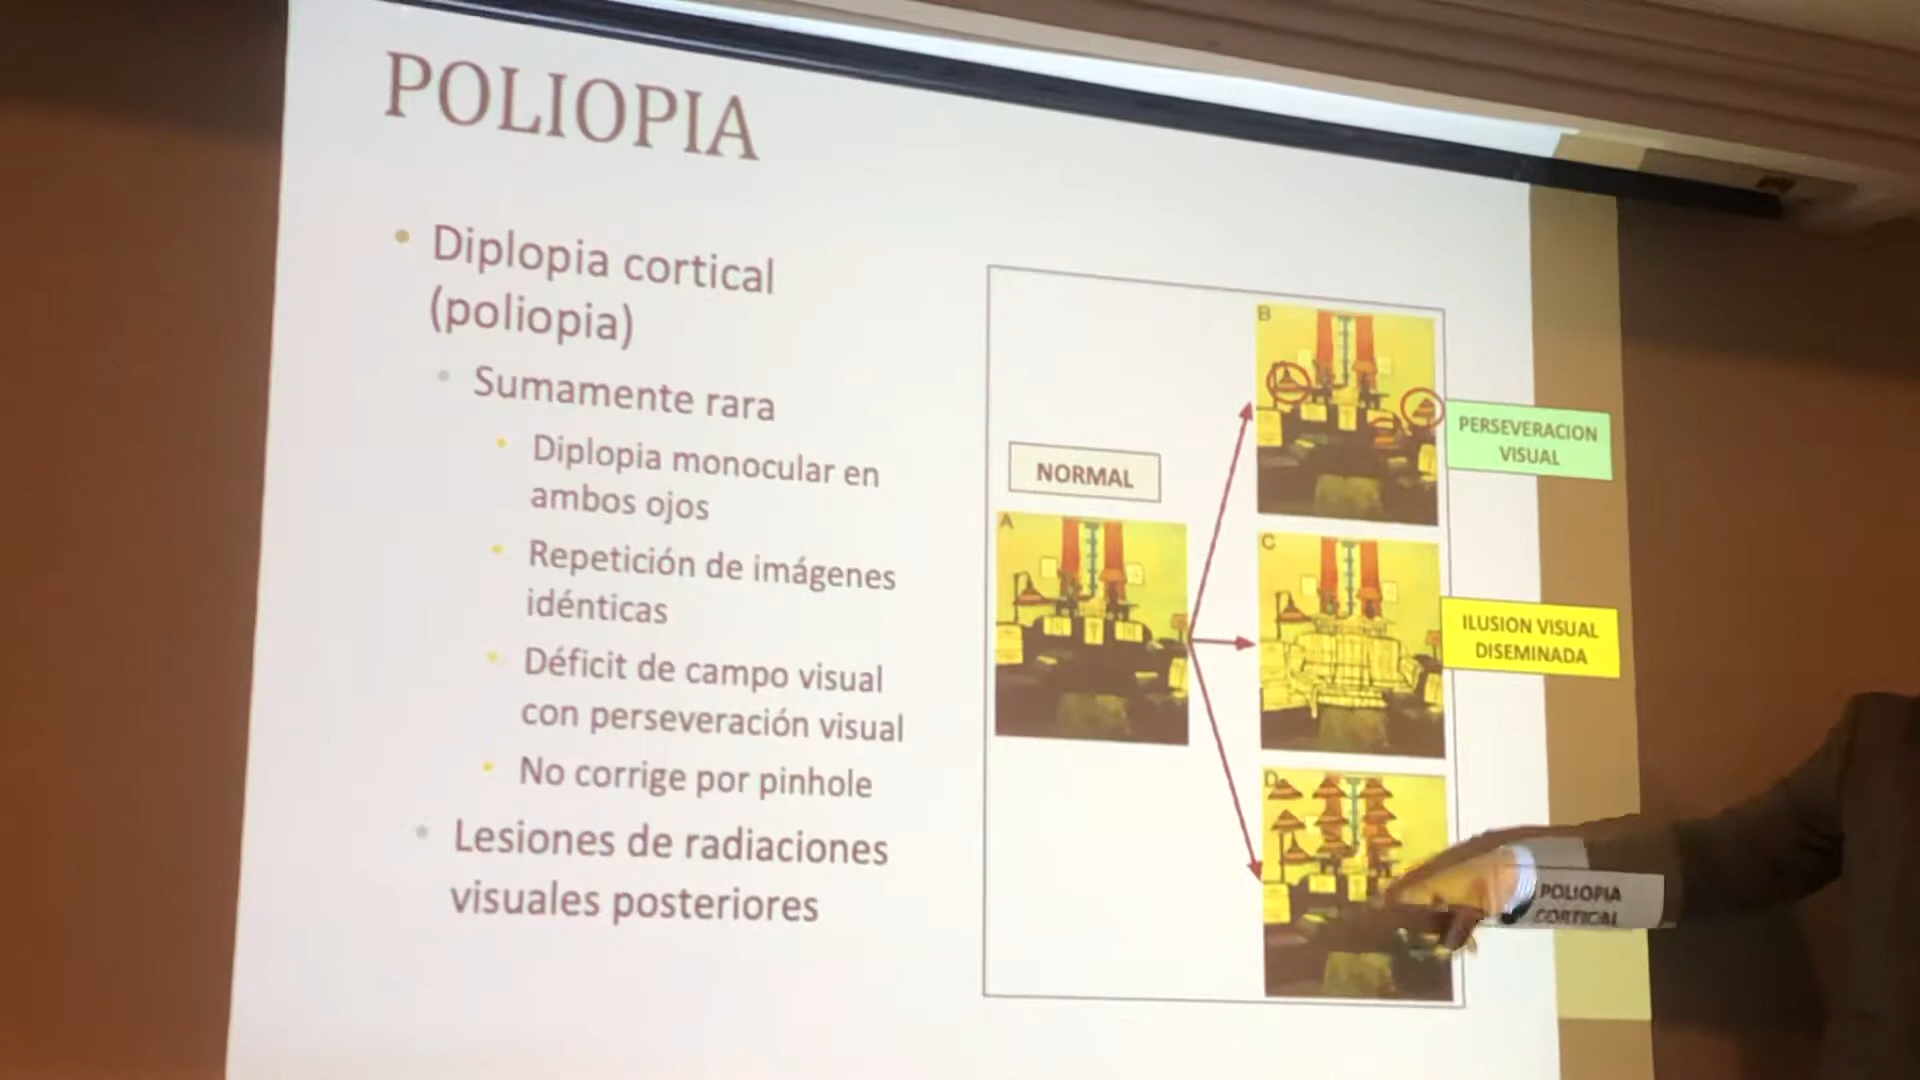 POLIOPIA
• Diplopia cortical
(poliopia)
• Sumamente rara
• Diplopia monocular en
ambos ojos
• Repetición de imágenes
idénticas
• Déficit de campo visual
con perseveración visual
• No corrige por pinhole
• Lesiones de radiaciones
visuales posteriores
NORMAL
A
B
PERSEVERACION
VISUAL
C
ILUSION VISUAL
DISEMINADA
D
POLIOPIA
CORTICAL